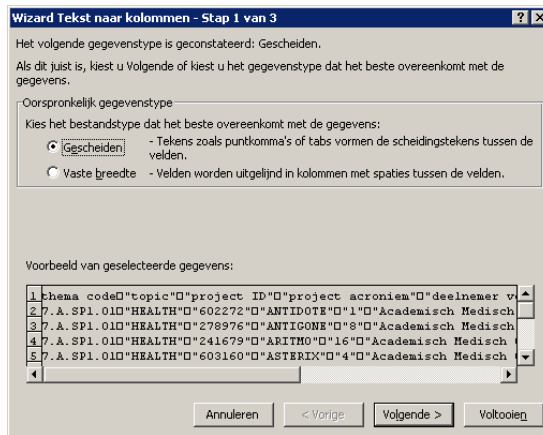 Wizard Tekst naar kolommen - Stap 1 van 3
Het volgende gegevenstype is geconstateerd: Gescheiden.
Als dit juist is, kiest u Volgende of kiest u het gegevenstype dat het beste overeenkomt met de
gegevens.
Oorspronkelijk gegevenstype
Kies het bestandstype dat het beste overeenkomt met de gegevens:
Gescheiden - Tekens zoals puntkomma's of tabs vormen de scheidingstekens tussen de
velden.
Vaste breedte - Velden worden uitgelijnd in kolommen met spaties tussen de velden.
Voorbeeld van geselecteerde gegevens:
1 thema code□"topic"□"project ID"□"project acroniem"□"deelnemer
2 7.A.SP1.01□"HEALTH"□"602272"□"ANTIDOTE"□"1"□"Academisch Medisch
3 7.A.SP1.01□"HEALTH"□"278976"□"ANTIGONE"□"8"□"Academisch Medisch
4 7.A.SP1.01□"HEALTH"□"241679"□"ARITMO"□"16"□"Academisch Medisch
5 7.A.SP1.01□"HEALTH"□"603160"□"ASTERIX"□"4"□"Academisch Medisch
Annuleren < Vorige Volgende > Voltooien